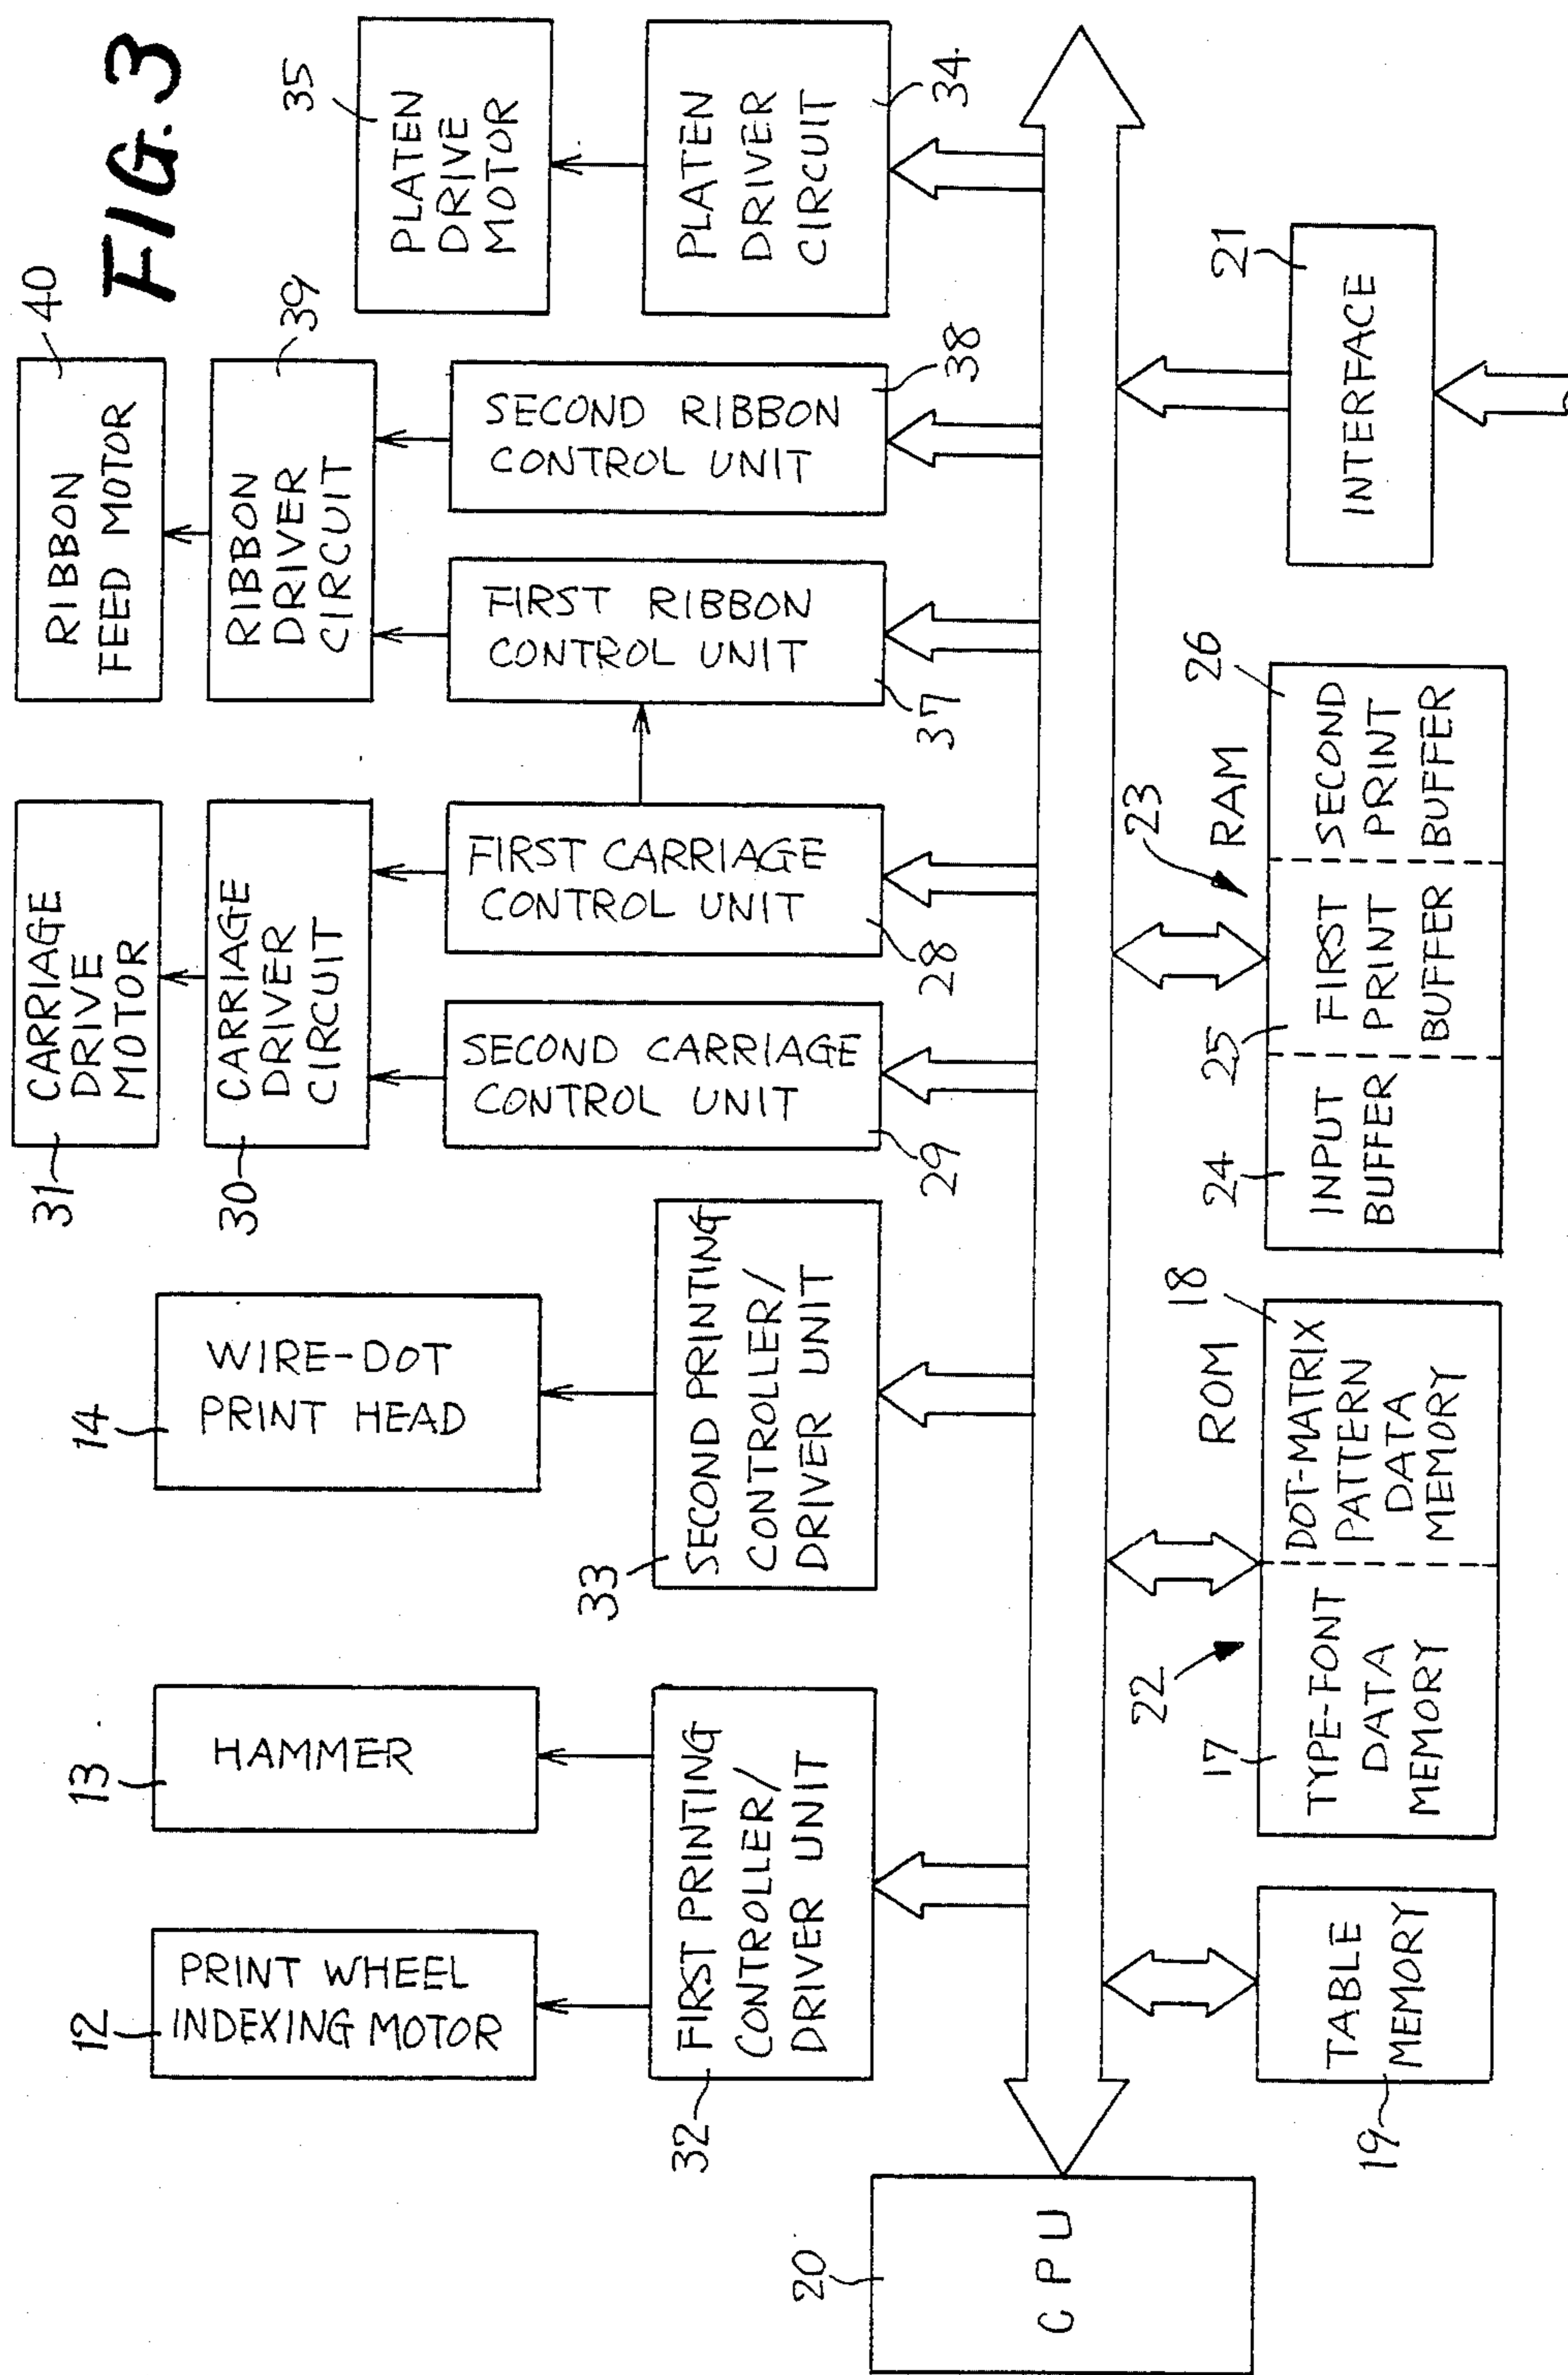 FIG. 3
31
CARRIAGE
DRIVE
MOTOR
40
RIBBON
FEED MOTOR
14
WIRE-DOT
PRINT HEAD
12
PRINT WHEEL
INDEXING MOTOR
13
HAMMER
30
CARRIAGE
DRIVER
CIRCUIT
39
RIBBON
DRIVER
CIRCUIT
35
PLATEN
DRIVE
MOTOR
32
FIRST PRINTING
CONTROLLER/
DRIVER UNIT
33
SECOND PRINTING
CONTROLLER/
DRIVER UNIT
SECOND CARRIAGE
CONTROL UNIT
29
FIRST CARRIAGE
CONTROL UNIT
28
FIRST RIBBON
CONTROL UNIT
37
SECOND RIBBON
CONTROL UNIT
38
PLATEN
DRIVER
CIRCUIT
34
20
CPU
19
TABLE
MEMORY
22
ROM
17
TYPE-FONT
DATA
MEMORY
18
DOT-MATRIX
PATTERN
DATA
MEMORY
23
RAM
24
INPUT
BUFFER
25
FIRST
PRINT
BUFFER
26
SECOND
PRINT
BUFFER
21
INTERFACE